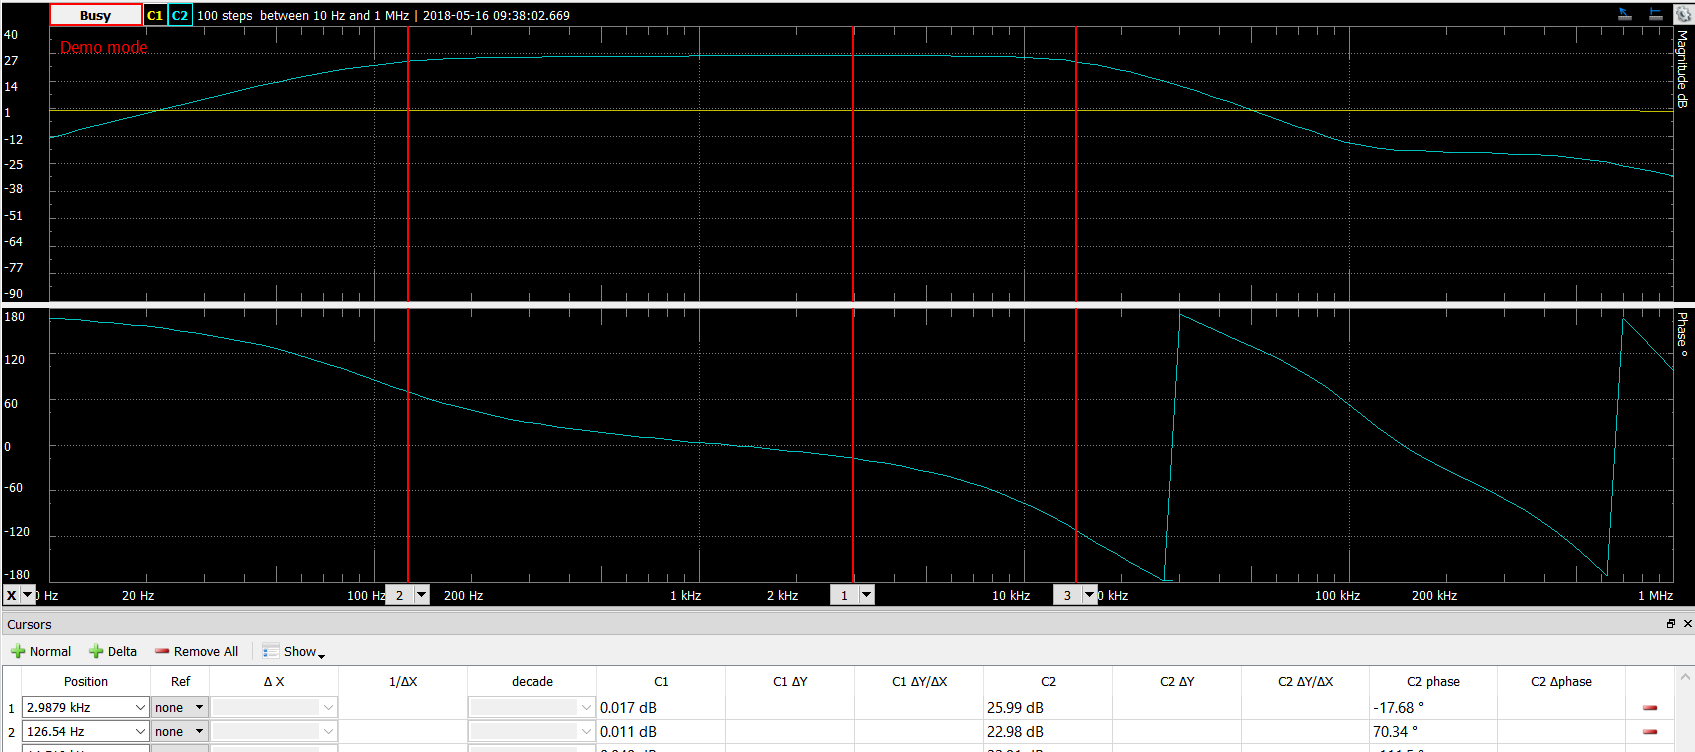 Busy C1 C2 100 steps between 10 Hz and 1 MHz | 2018-05-16 09:38:02.669
Demo mode
40
27
14
1
-12
-25
-38
-51
-64
-77
-90
Magnitude dB
180
120
60
0
-60
-120
-180
Phase °
X 0 Hz 20 Hz 100 Hz 2 200 Hz 1 kHz 2 kHz 1 10 kHz 3 0 kHz 100 kHz 200 kHz 1 MHz
Cursors
Normal Delta Remove All Show
Position Ref Δ X 1/ΔX decade C1 C1 ΔY C1 ΔY/ΔX C2 C2 ΔY C2 ΔY/ΔX C2 phase C2 Δphase
1 2.9879 kHz none 0.017 dB 25.99 dB -17.68 °
2 126.54 Hz none 0.011 dB 22.98 dB 70.34 °